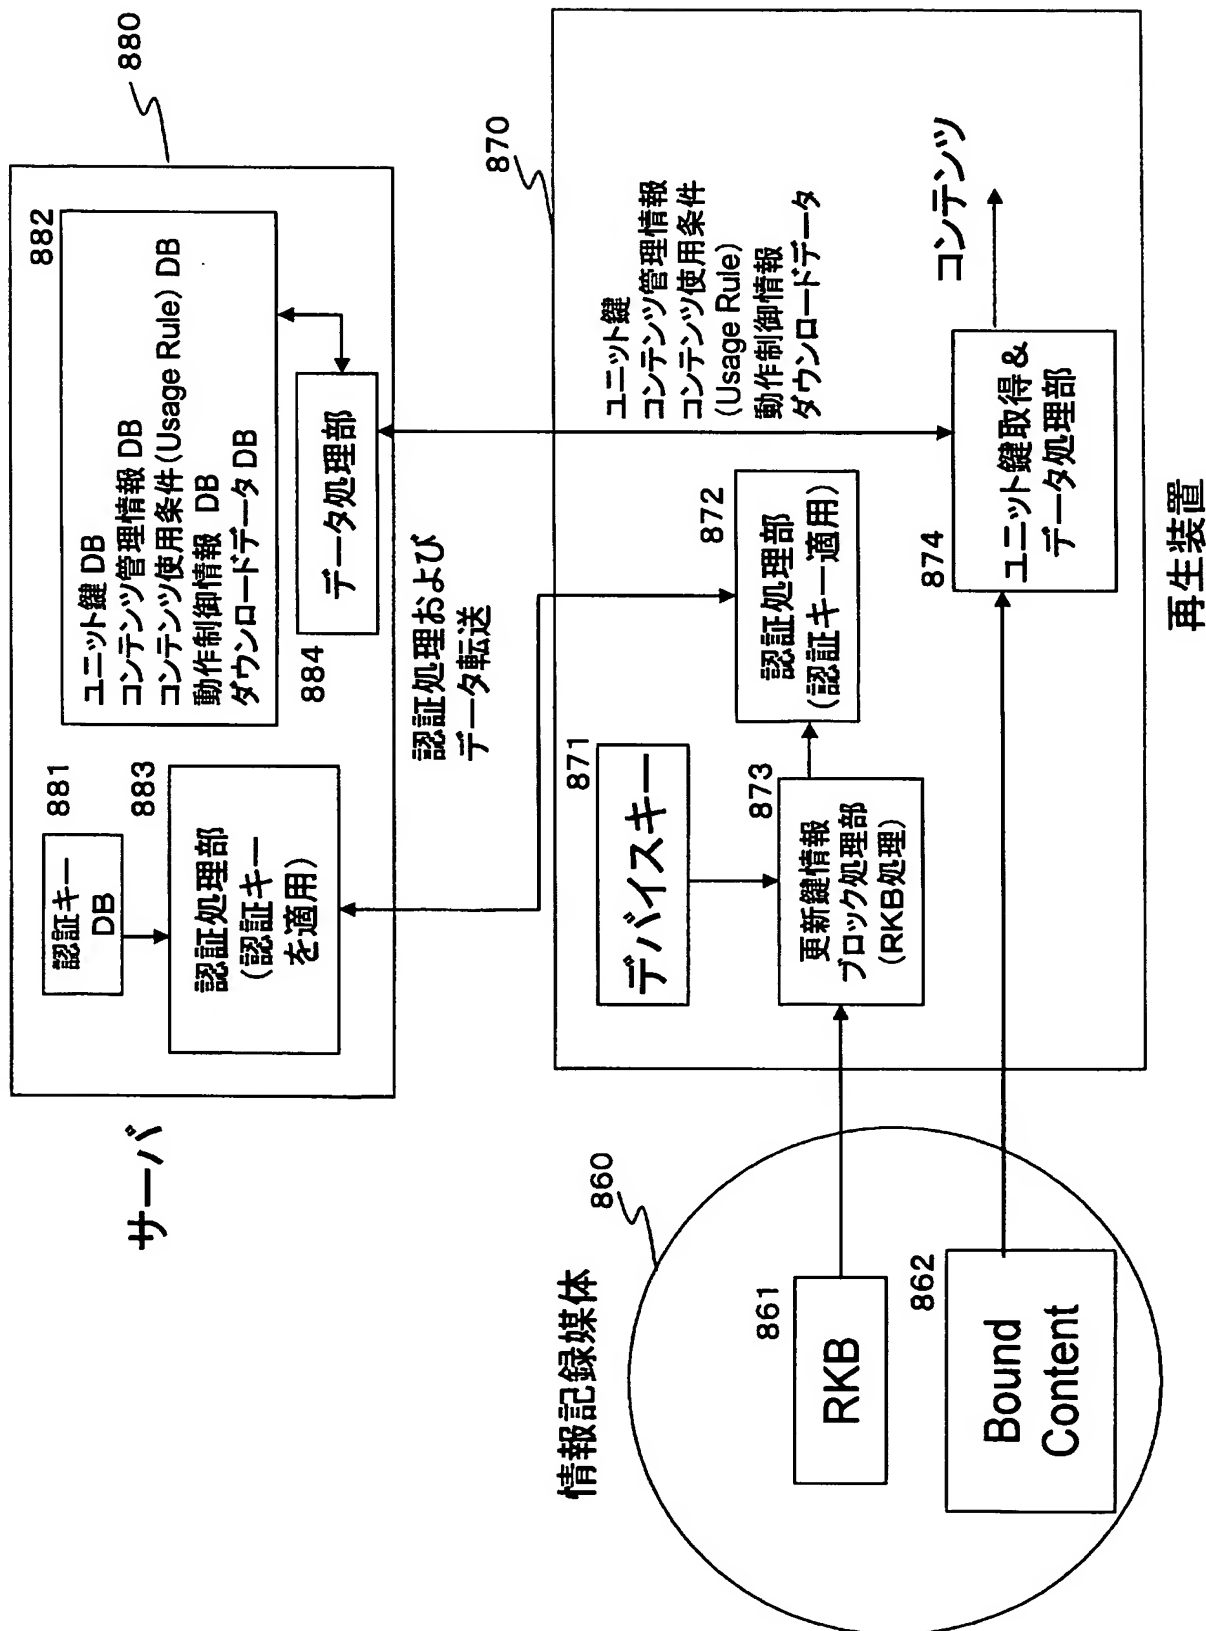 サーバ
880
881
認証キー
DB
882
ユニット鍵 DB
コンテンツ管理情報 DB
コンテンツ使用条件(Usage Rule) DB
動作制御情報 DB
ダウンロードデータ DB
883
認証処理部
(認証キー
を適用)
884
データ処理部
認証処理および
データ転送
870
871
デバイスキー
872
認証処理部
(認証キー適用)
ユニット鍵
コンテンツ管理情報
コンテンツ使用条件
(Usage Rule)
動作制御情報
ダウンロードデータ
873
更新鍵情報
ブロック処理部
(RKB処理)
874
ユニット鍵取得&
データ処理部
コンテンツ
再生装置
情報記録媒体
860
861
RKB
862
Bound
Content